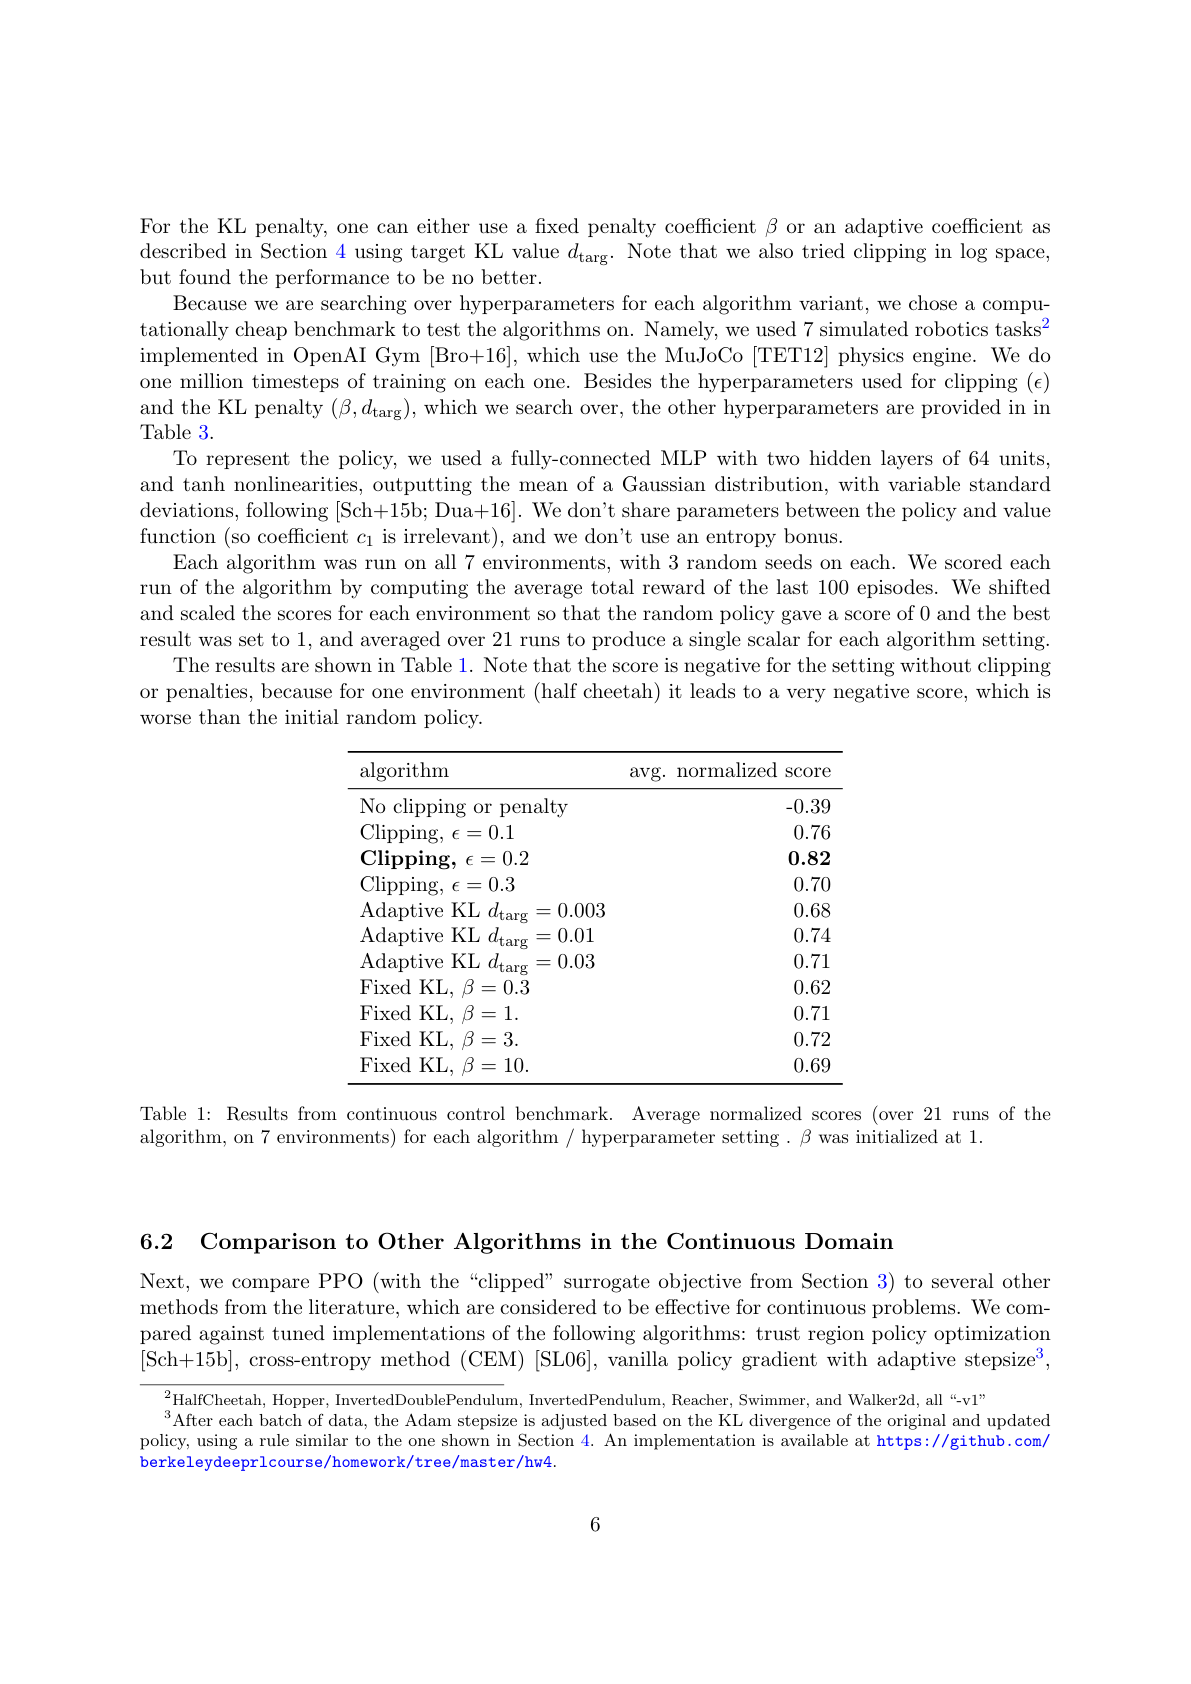 For the KL penalty, one can either use a fixed penalty coefficient β or an adaptive coefficient as
described in Section 4 using target KL value d_targ. Note that we also tried clipping in log space,
but found the performance to be no better.
Because we are searching over hyperparameters for each algorithm variant, we chose a compu-
tationally cheap benchmark to test the algorithms on. Namely, we used 7 simulated robotics tasks²
implemented in OpenAI Gym [Bro+16], which use the MuJoCo [TET12] physics engine. We do
one million timesteps of training on each one. Besides the hyperparameters used for clipping (ϵ)
and the KL penalty (β, d_targ), which we search over, the other hyperparameters are provided in in
Table 3.
To represent the policy, we used a fully-connected MLP with two hidden layers of 64 units,
and tanh nonlinearities, outputting the mean of a Gaussian distribution, with variable standard
deviations, following [Sch+15b; Dua+16]. We don't share parameters between the policy and value
function (so coefficient c₁ is irrelevant), and we don't use an entropy bonus.
Each algorithm was run on all 7 environments, with 3 random seeds on each. We scored each
run of the algorithm by computing the average total reward of the last 100 episodes. We shifted
and scaled the scores for each environment so that the random policy gave a score of 0 and the best
result was set to 1, and averaged over 21 runs to produce a single scalar for each algorithm setting.
The results are shown in Table 1. Note that the score is negative for the setting without clipping
or penalties, because for one environment (half cheetah) it leads to a very negative score, which is
worse than the initial random policy.
algorithm avg. normalized score
No clipping or penalty -0.39
Clipping, ϵ = 0.1 0.76
Clipping, ϵ = 0.2 0.82
Clipping, ϵ = 0.3 0.70
Adaptive KL d_targ = 0.003 0.68
Adaptive KL d_targ = 0.01 0.74
Adaptive KL d_targ = 0.03 0.71
Fixed KL, β = 0.3 0.62
Fixed KL, β = 1. 0.71
Fixed KL, β = 3. 0.72
Fixed KL, β = 10. 0.69
Table 1: Results from continuous control benchmark. Average normalized scores (over 21 runs of the
algorithm, on 7 environments) for each algorithm / hyperparameter setting . β was initialized at 1.
6.2 Comparison to Other Algorithms in the Continuous Domain
Next, we compare PPO (with the “clipped” surrogate objective from Section 3) to several other
methods from the literature, which are considered to be effective for continuous problems. We com-
pared against tuned implementations of the following algorithms: trust region policy optimization
[Sch+15b], cross-entropy method (CEM) [SL06], vanilla policy gradient with adaptive stepsize³,
²HalfCheetah, Hopper, InvertedDoublePendulum, InvertedPendulum, Reacher, Swimmer, and Walker2d, all “-v1”
³After each batch of data, the Adam stepsize is adjusted based on the KL divergence of the original and updated
policy, using a rule similar to the one shown in Section 4. An implementation is available at https://github.com/
berkeleydeeprlcourse/homework/tree/master/hw4.
6